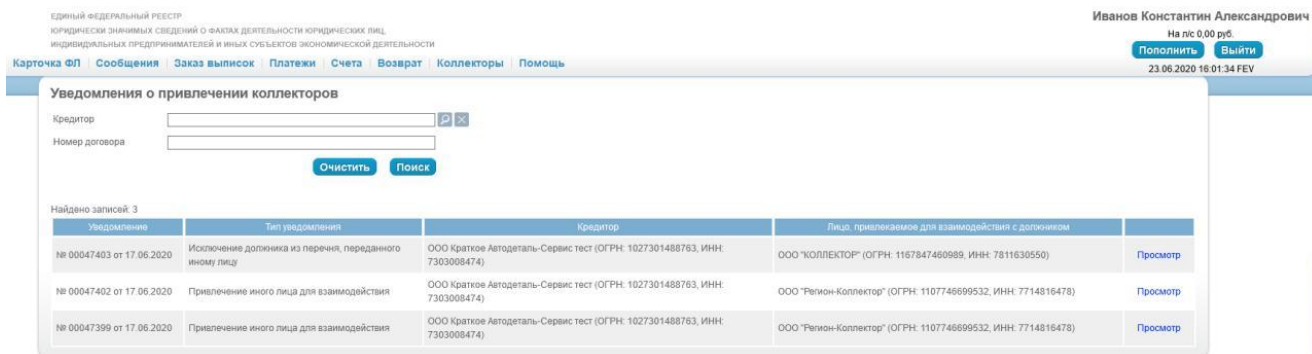 ЕДИНЫЙ ФЕДЕРАЛЬНЫЙ РЕЕСТР
ЮРИДИЧЕСКИ ЗНАЧИМЫХ СВЕДЕНИЙ О ФАКТАХ ДЕЯТЕЛЬНОСТИ ЮРИДИЧЕСКИХ ЛИЦ,
ИНДИВИДУАЛЬНЫХ ПРЕДПРИНИМАТЕЛЕЙ И ИНЫХ СУБЪЕКТОВ ЭКОНОМИЧЕСКОЙ ДЕЯТЕЛЬНОСТИ
Иванов Константин Александрович
На л/с 0,00 руб.
Пополнить Выйти
23.06.2020 16:01:34 FEV
Карточка ФЛ Сообщения Заказ выписок Платежи Счета Возврат Коллекторы Помощь
Уведомления о привлечении коллекторов
Кредитор
Номер договора
Очистить Поиск
Найдено записей: 3
Уведомление Тип уведомления Кредитор Лицо, привлекаемое для взаимодействия с должником
№ 00047403 от 17.06.2020 Исключение должника из перечня, переданного иному лицу ООО Краткое Автодеталь-Сервис тест (ОГРН: 1027301488763, ИНН: 7303008474) ООО "КОЛЛЕКТОР" (ОГРН: 1167847460989, ИНН: 7811630550) Просмотр
№ 00047402 от 17.06.2020 Привлечение иного лица для взаимодействия ООО Краткое Автодеталь-Сервис тест (ОГРН: 1027301488763, ИНН: 7303008474) ООО "Регион-Коллектор" (ОГРН: 1107746699532, ИНН: 7714816478) Просмотр
№ 00047399 от 17.06.2020 Привлечение иного лица для взаимодействия ООО Краткое Автодеталь-Сервис тест (ОГРН: 1027301488763, ИНН: 7303008474) ООО "Регион-Коллектор" (ОГРН: 1107746699532, ИНН: 7714816478) Просмотр